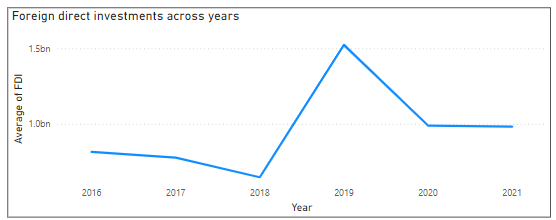 Foreign direct investments across years
1.5bn
1.0bn
Average of FDI
2016 2017 2018 2019 2020 2021
Year